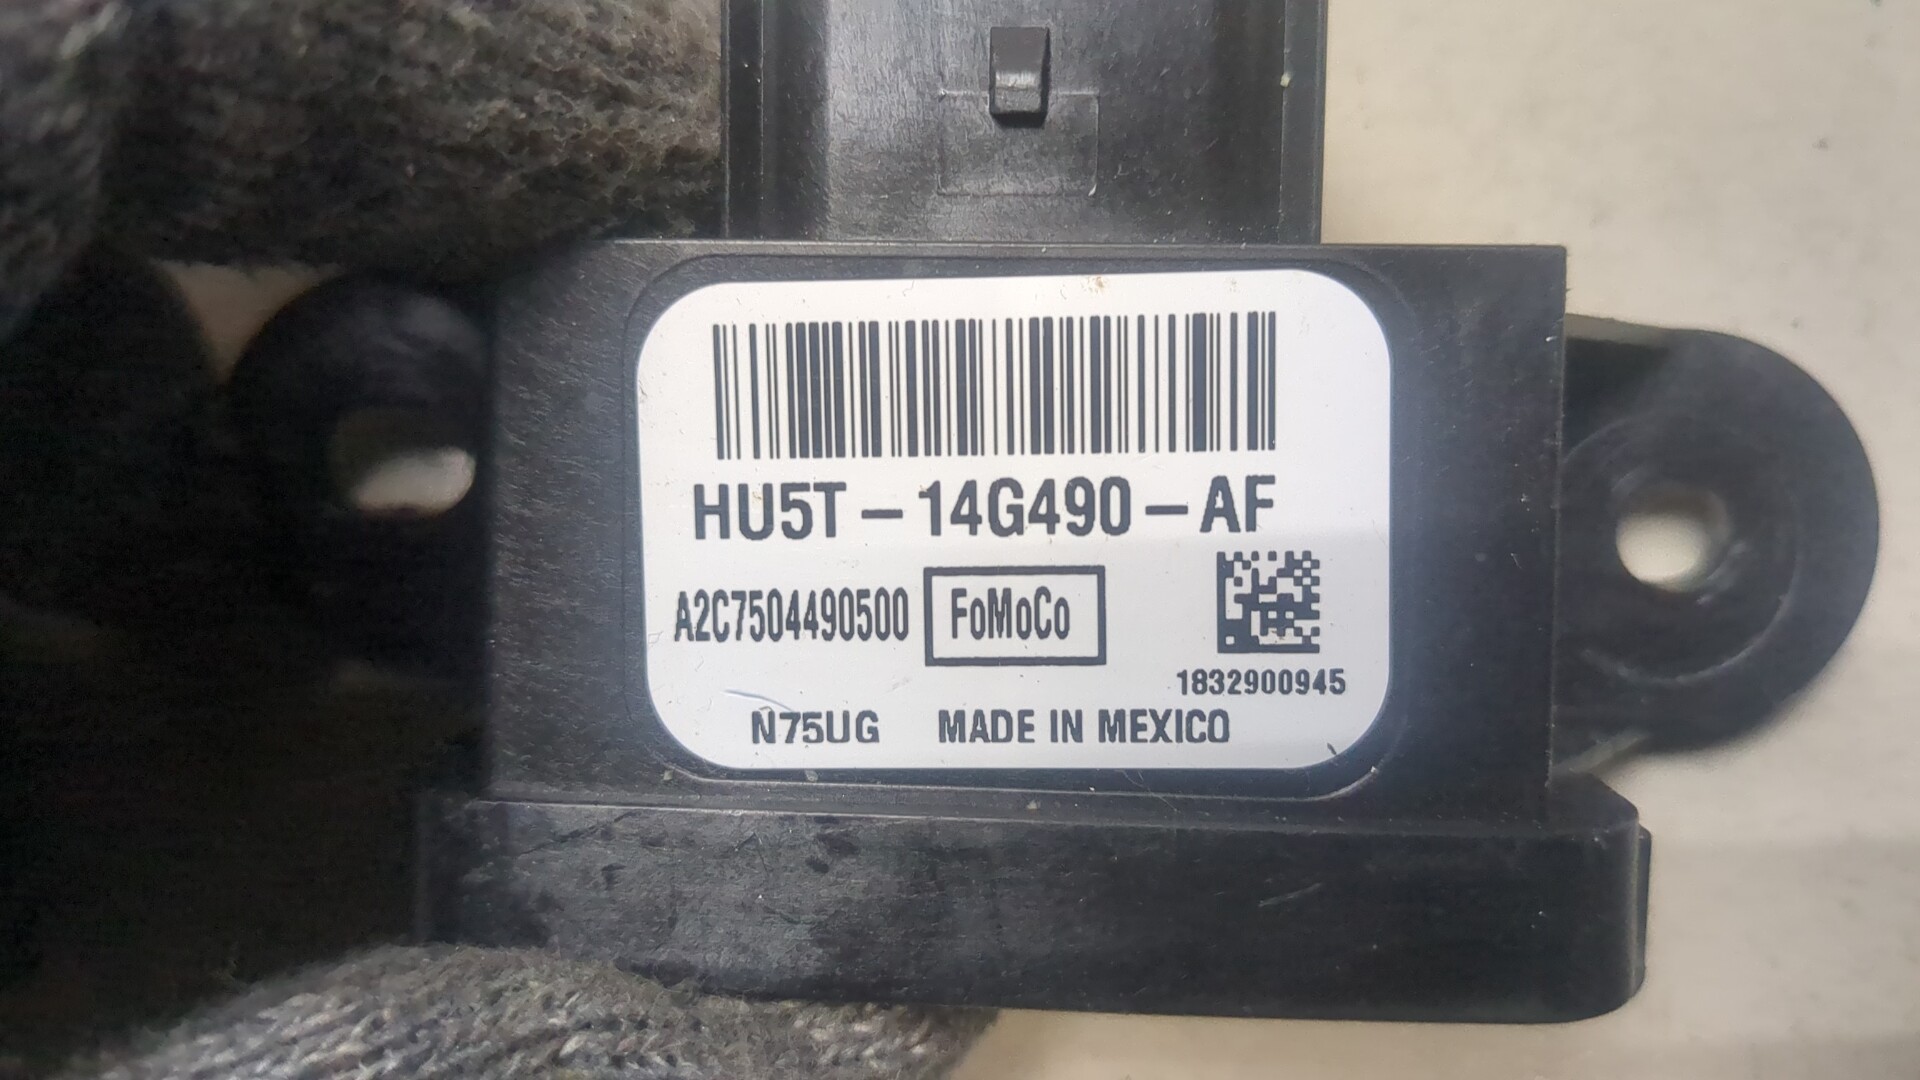 HU5T-14G490-AF
A2C7504490500 FoMoCo
1832900945
N75UG MADE IN MEXICO